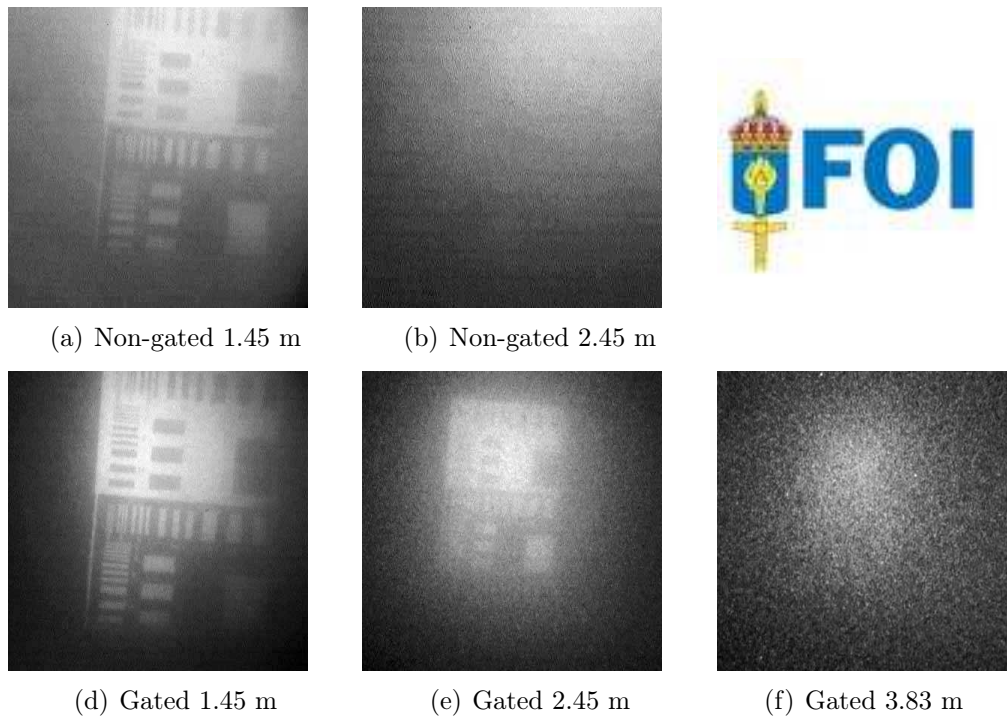 FOI
(a) Non-gated 1.45 m
(b) Non-gated 2.45 m
(d) Gated 1.45 m
(e) Gated 2.45 m
(f) Gated 3.83 m